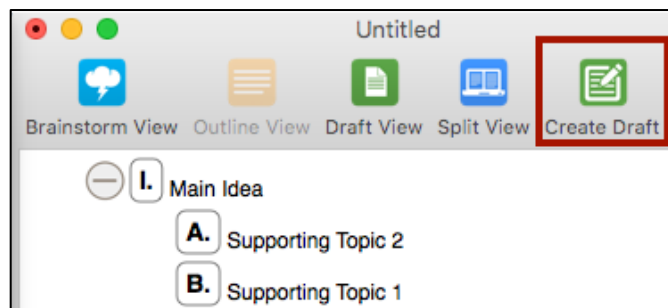 Untitled
Brainstorm View Outline View Draft View Split View Create Draft
I. Main Idea
A. Supporting Topic 2
B. Supporting Topic 1